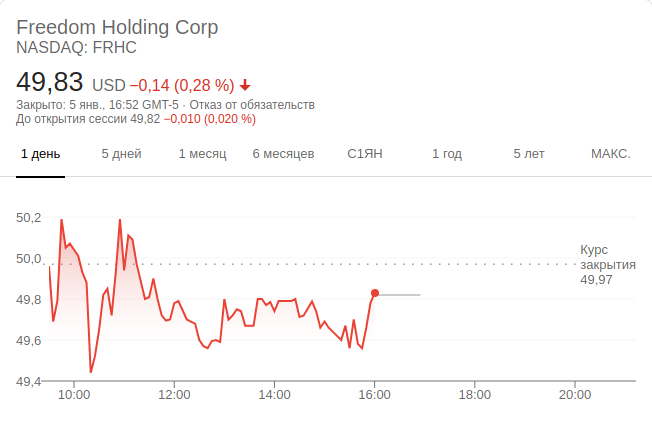 Freedom Holding Corp
NASDAQ: FRHC
49,83 USD −0,14 (0,28 %)
Закрыто: 5 янв., 16:52 GMT-5 · Отказ от обязательств
До открытия сессии 49,82 −0,010 (0,020 %)
1 день 5 дней 1 месяц 6 месяцев С1ЯН 1 год 5 лет МАКС.
50,2
50,0
49,8
49,6
49,4
Курс
закрытия
49,97
10:00 12:00 14:00 16:00 18:00 20:00